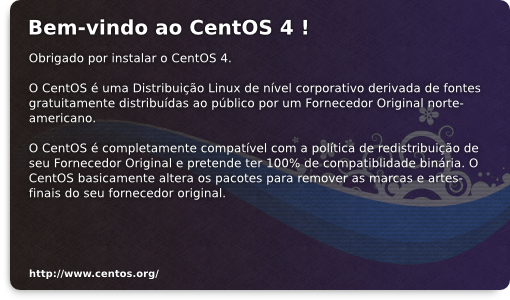 Bem-vindo ao CentOS 4 !
Obrigado por instalar o CentOS 4.
O CentOS é uma Distribuição Linux de nível corporativo derivada de fontes
gratuitamente distribuídas ao público por um Fornecedor Original norte-
americano.
O CentOS é completamente compatível com a política de redistribuição de
seu Fornecedor Original e pretende ter 100% de compatiblidade binária. O
CentOS basicamente altera os pacotes para remover as marcas e artes-
finais do seu fornecedor original.
http://www.centos.org/